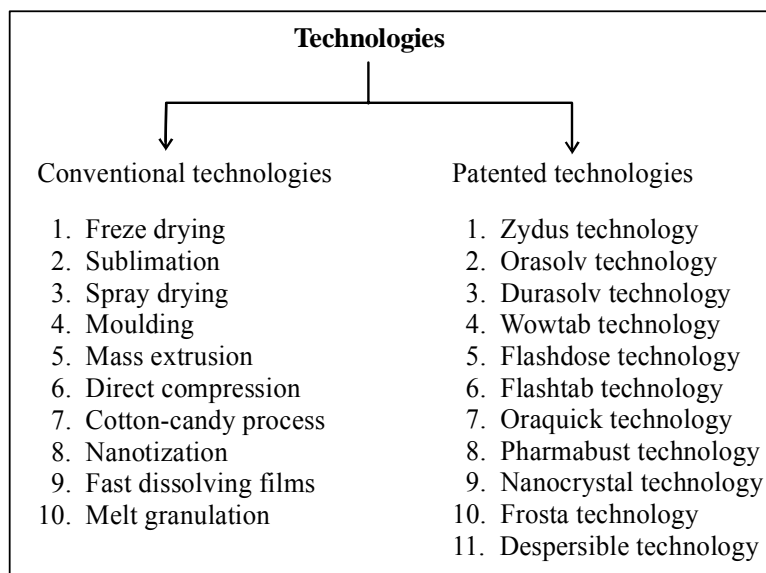 Technologies
Conventional technologies
1. Freze drying
2. Sublimation
3. Spray drying
4. Moulding
5. Mass extrusion
6. Direct compression
7. Cotton-candy process
8. Nanotization
9. Fast dissolving films
10. Melt granulation
Patented technologies
1. Zydus technology
2. Orasolv technology
3. Durasolv technology
4. Wowtab technology
5. Flashdose technology
6. Flashtab technology
7. Oraquick technology
8. Pharmabust technology
9. Nanocrystal technology
10. Frosta technology
11. Despersible technology